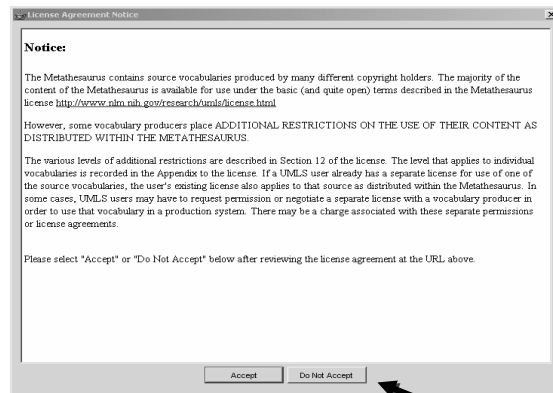 License Agreement Notice
Notice:
The Metathesaurus contains source vocabularies produced by many different copyright holders. The majority of the
content of the Metathesaurus is available for use under the basic (and quite open) terms described in the Metathesaurus
license http://www.nlm.nih.gov/research/umls/license.html
However, some vocabulary producers place ADDITIONAL RESTRICTIONS ON THE USE OF THEIR CONTENT AS
DISTRIBUTED WITHIN THE METATHESAURUS.
The various levels of additional restrictions are described in Section 12 of the license. The level that applies to individual
vocabularies is recorded in the Appendix to the license. If a UMLS user already has a separate license for use of one of
the source vocabularies, the user's existing license also applies to that source as distributed within the Metathesaurus. In
some cases, UMLS users may have to request permission or negotiate a separate license with a vocabulary producer in
order to use that vocabulary in a production system. There may be a charge associated with these separate permissions
or license agreements.
Please select "Accept" or "Do Not Accept" below after reviewing the license agreement at the URL above.
Accept Do Not Accept